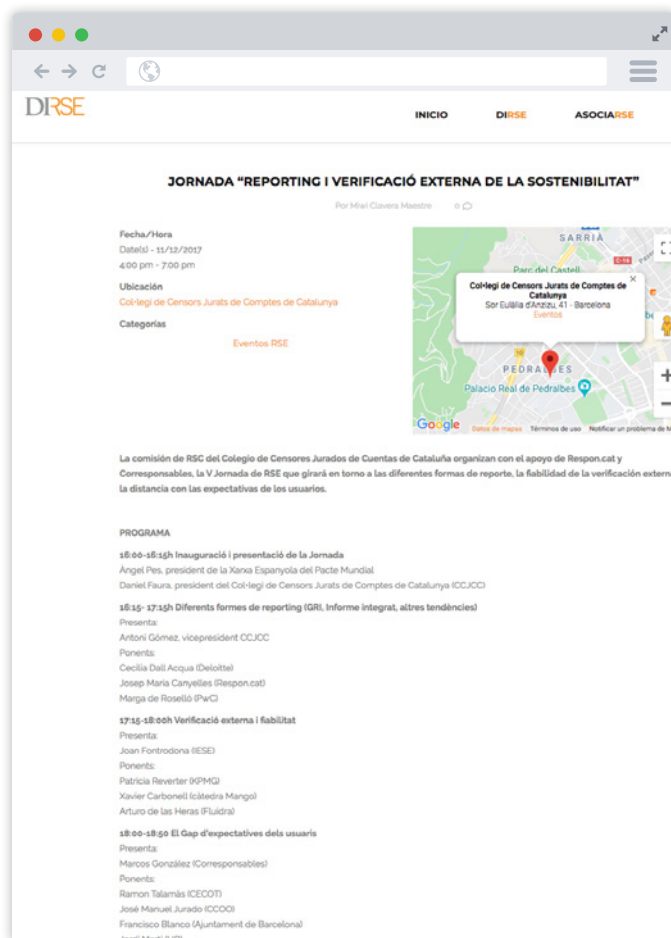 DIRSE
INICIO DIRSE ASOCIARSE
JORNADA “REPORTING I VERIFICACIÓ EXTERNA DE LA SOSTENIBILITAT”
Por Mirel Clavera Maestre 0
Fecha/Hora
Date(s) - 11/12/2017
4:00 pm - 7:00 pm
Ubicación
Col·legi de Censors Jurats de Comptes de Catalunya
Categorías
Eventos RSE
SARRIÀ
C-16
Parc del Castell
Col·legi de Censors Jurats de Comptes de
Catalunya
Sor Eulàlia d'Anzizu, 41 - Barcelona
Eventos
10
PEDRALBES
Palacio Real de Pedralbes
Google
Datos de mapas Términos de uso Notificar un problema de M
La comisión de RSC del Colegio de Censores Jurados de Cuentas de Cataluña organizan con el apoyo de Respon.cat y
Corresponsables, la V Jornada de RSE que girará en torno a las diferentes formas de reporte, la fiabilidad de la verificación extern
la distancia con las expectativas de los usuarios.
PROGRAMA
16:00-16:15h Inauguració i presentació de la Jornada
Àngel Pes, president de la Xarxa Espanyola del Pacte Mundial
Daniel Faura, president del Col·legi de Censors Jurats de Comptes de Catalunya (CCJCC)
16:15- 17:15h Diferents formes de reporting (GRI, Informe integrat, altres tendències)
Presenta:
Antoni Gómez, vicepresident CCJCC
Ponents:
Cecilia Dall Acqua (Deloitte)
Josep Maria Canyelles (Respon.cat)
Marga de Roselló (PwC)
17:15-18:00h Verificació externa i fiabilitat
Presenta:
Joan Fontrodona (IESE)
Ponents:
Patricia Reverter (KPMG)
Xavier Carbonell (càtedra Mango)
Arturo de las Heras (Fluidra)
18:00-18:50 El Gap d'expectatives dels usuaris
Presenta:
Marcos González (Corresponsables)
Ponents:
Ramon Talamàs (CECOT)
José Manuel Jurado (CCOO)
Francisco Blanco (Ajuntament de Barcelona)